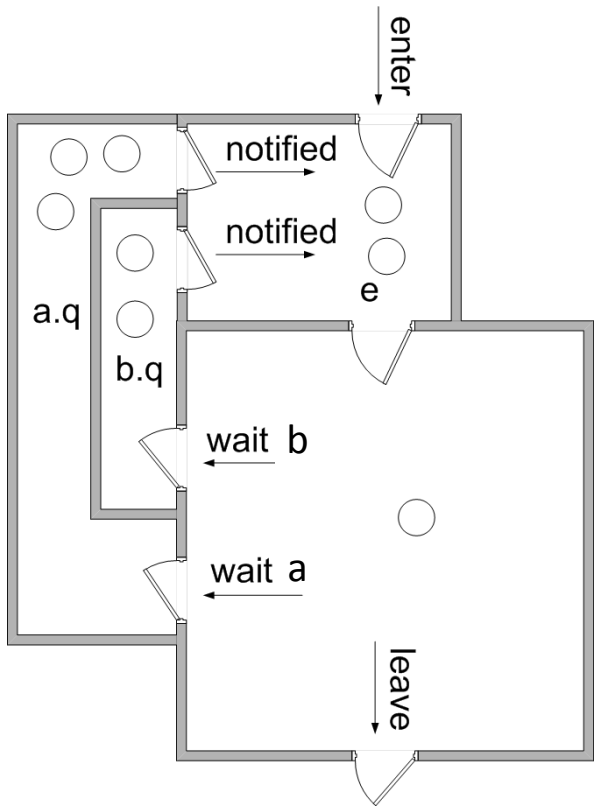 enter
notified
notified
e
a.q
b.q
wait b
wait a
leave